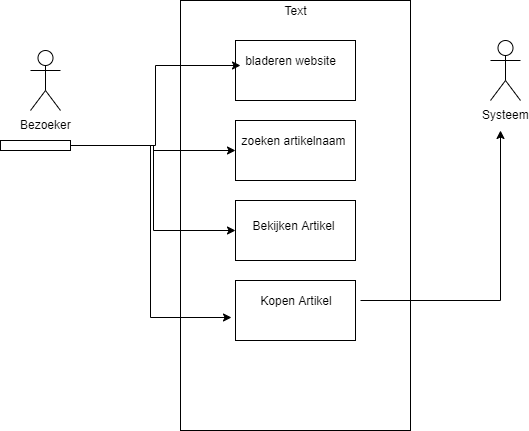 Text
bladeren website
Bezoeker
Systeem
zoeken artikelnaam
Bekijken Artikel
Kopen Artikel